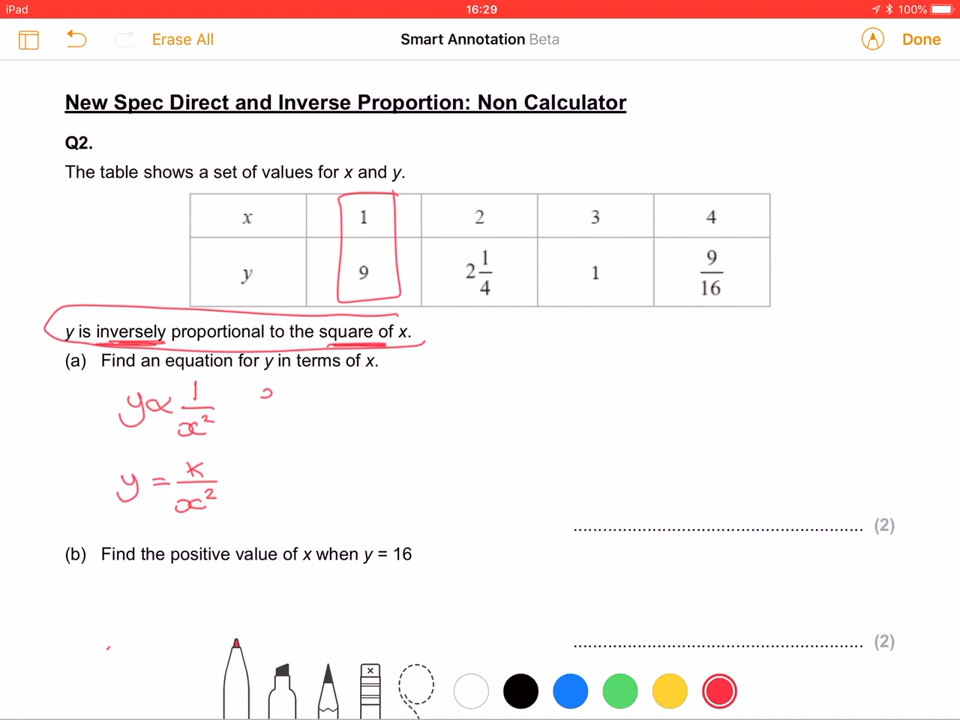 iPad 16:29 100%
Erase All Smart Annotation Beta Done
New Spec Direct and Inverse Proportion: Non Calculator
Q2.
The table shows a set of values for x and y.
x 1 2 3 4
y 9 2 1/4 1 9/16
y is inversely proportional to the square of x.
(a) Find an equation for y in terms of x.
y ∝ 1/x²
y = k/x²
.............................................................. (2)
(b) Find the positive value of x when y = 16
.............................................................. (2)